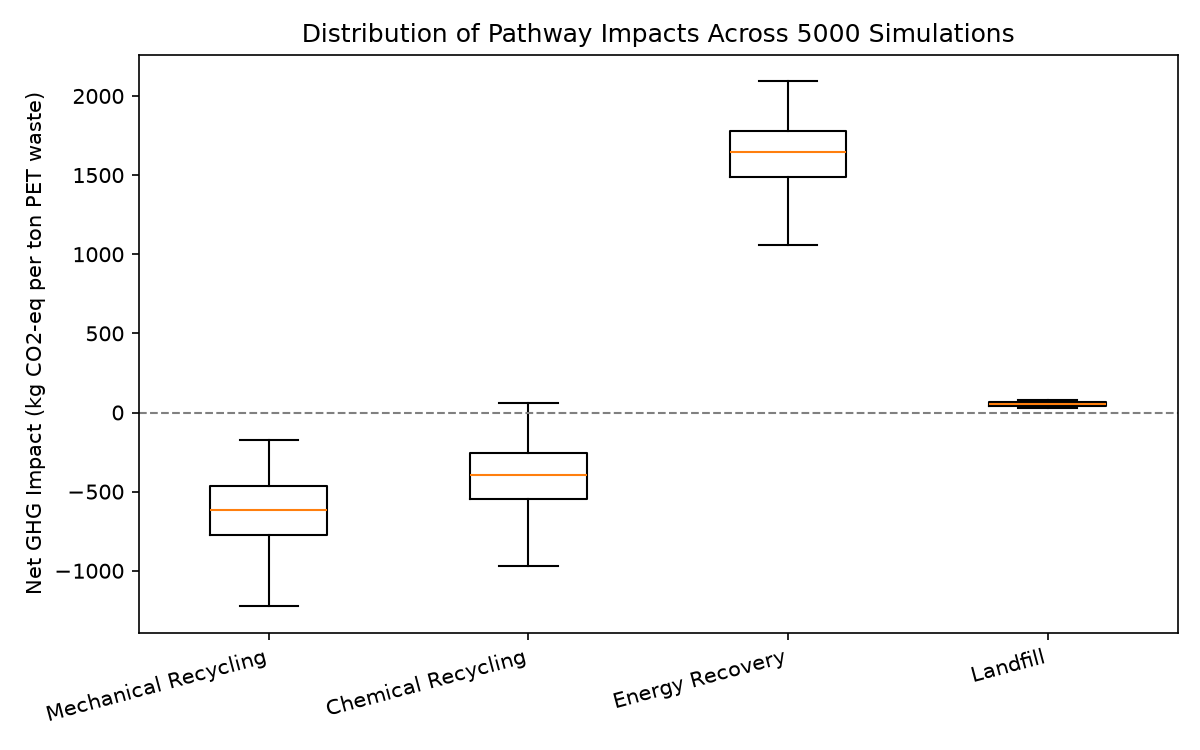 Distribution of Pathway Impacts Across 5000 Simulations
Net GHG Impact (kg CO2-eq per ton PET waste)
2000
1500
1000
500
0
−500
−1000
Mechanical Recycling
Chemical Recycling
Energy Recovery
Landfill